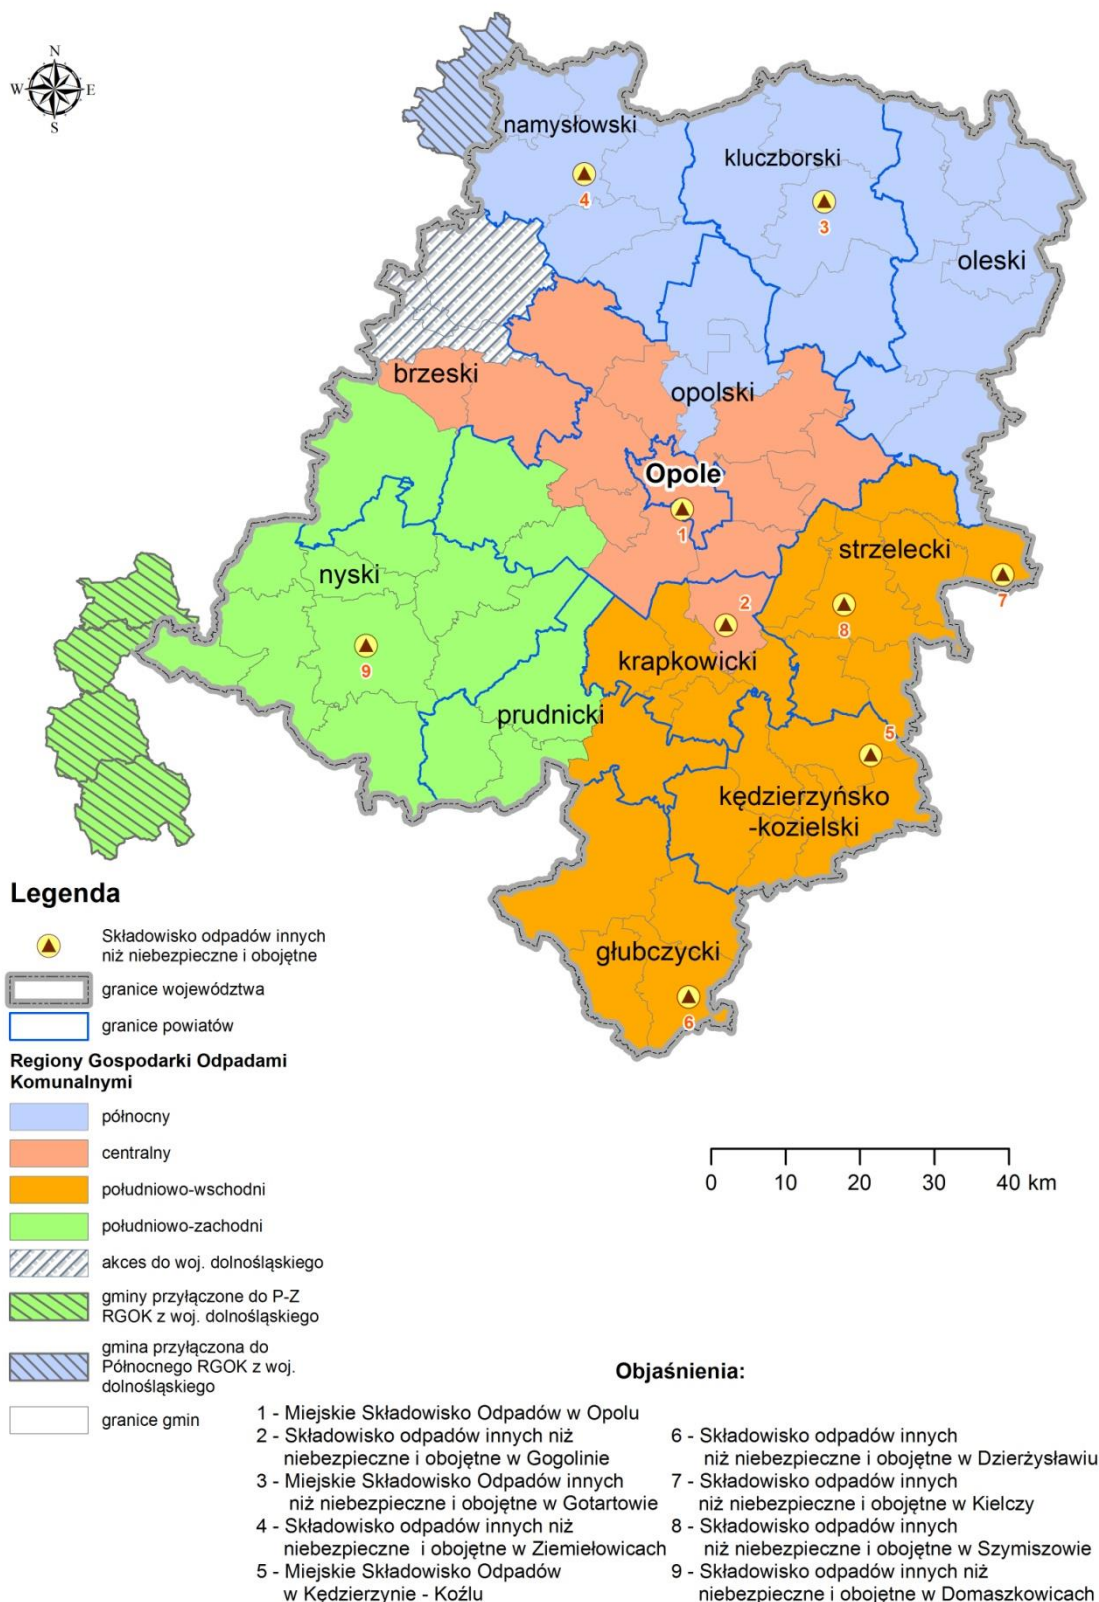 N
W E
S
namysłowski
kluczborski
4
3
oleski
brzeski
opolski
Opole
1
strzelecki
nyski
7
2
8
krapkowicki
9
prudnicki
5
kędzierzyńsko
-kozielski
głubczycki
6
Legenda
Składowisko odpadów innych
niż niebezpieczne i obojętne
granice województwa
granice powiatów
Regiony Gospodarki Odpadami
Komunalnymi
północny
centralny
południowo-wschodni
południowo-zachodni
akces do woj. dolnośląskiego
gminy przyłączone do P-Z
RGOK z woj. dolnośląskiego
gmina przyłączona do
Północnego RGOK z woj.
dolnośląskiego
granice gmin
0 10 20 30 40 km
Objaśnienia:
1 - Miejskie Składowisko Odpadów w Opolu
2 - Składowisko odpadów innych niż
niebezpieczne i obojętne w Gogolinie
3 - Miejskie Składowisko Odpadów innych
niż niebezpieczne i obojętne w Gotartowie
4 - Składowisko odpadów innych niż
niebezpieczne i obojętne w Ziemiełowicach
5 - Miejskie Składowisko Odpadów
w Kędzierzynie - Koźlu
6 - Składowisko odpadów innych
niż niebezpieczne i obojętne w Dzierżysławiu
7 - Składowisko odpadów innych
niż niebezpieczne i obojętne w Kielczy
8 - Składowisko odpadów innych
niż niebezpieczne i obojętne w Szymiszowie
9 - Składowisko odpadów innych niż
niebezpieczne i obojętne w Domaszkowicach